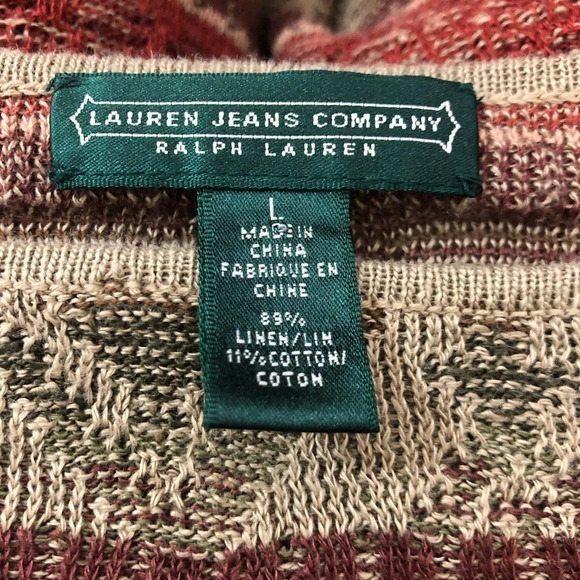 LAUREN JEANS COMPANY
RALPH LAUREN
L
MADE IN
CHINA
FABRIQUE EN
CHINE
89%
LINEN/LIN
11%COTTON/
COTON